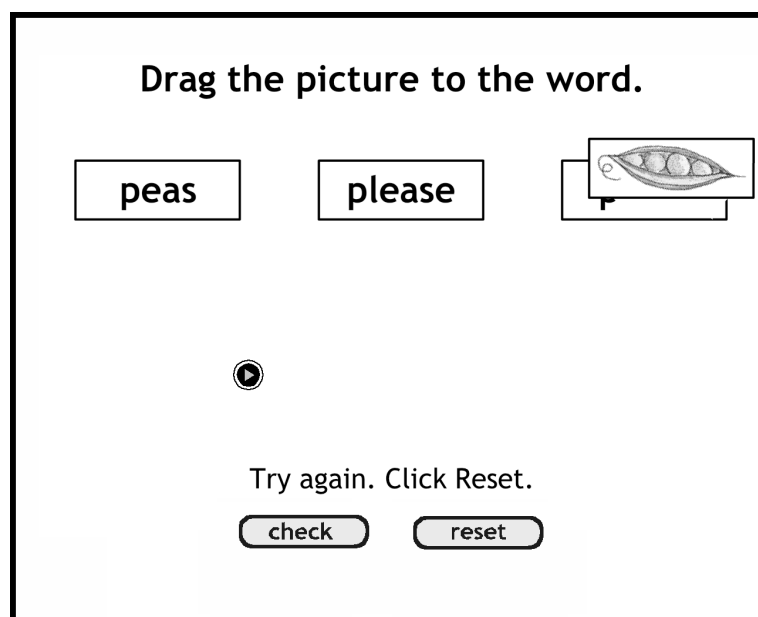 Drag the picture to the word.
peas
please
Try again. Click Reset.
check
reset